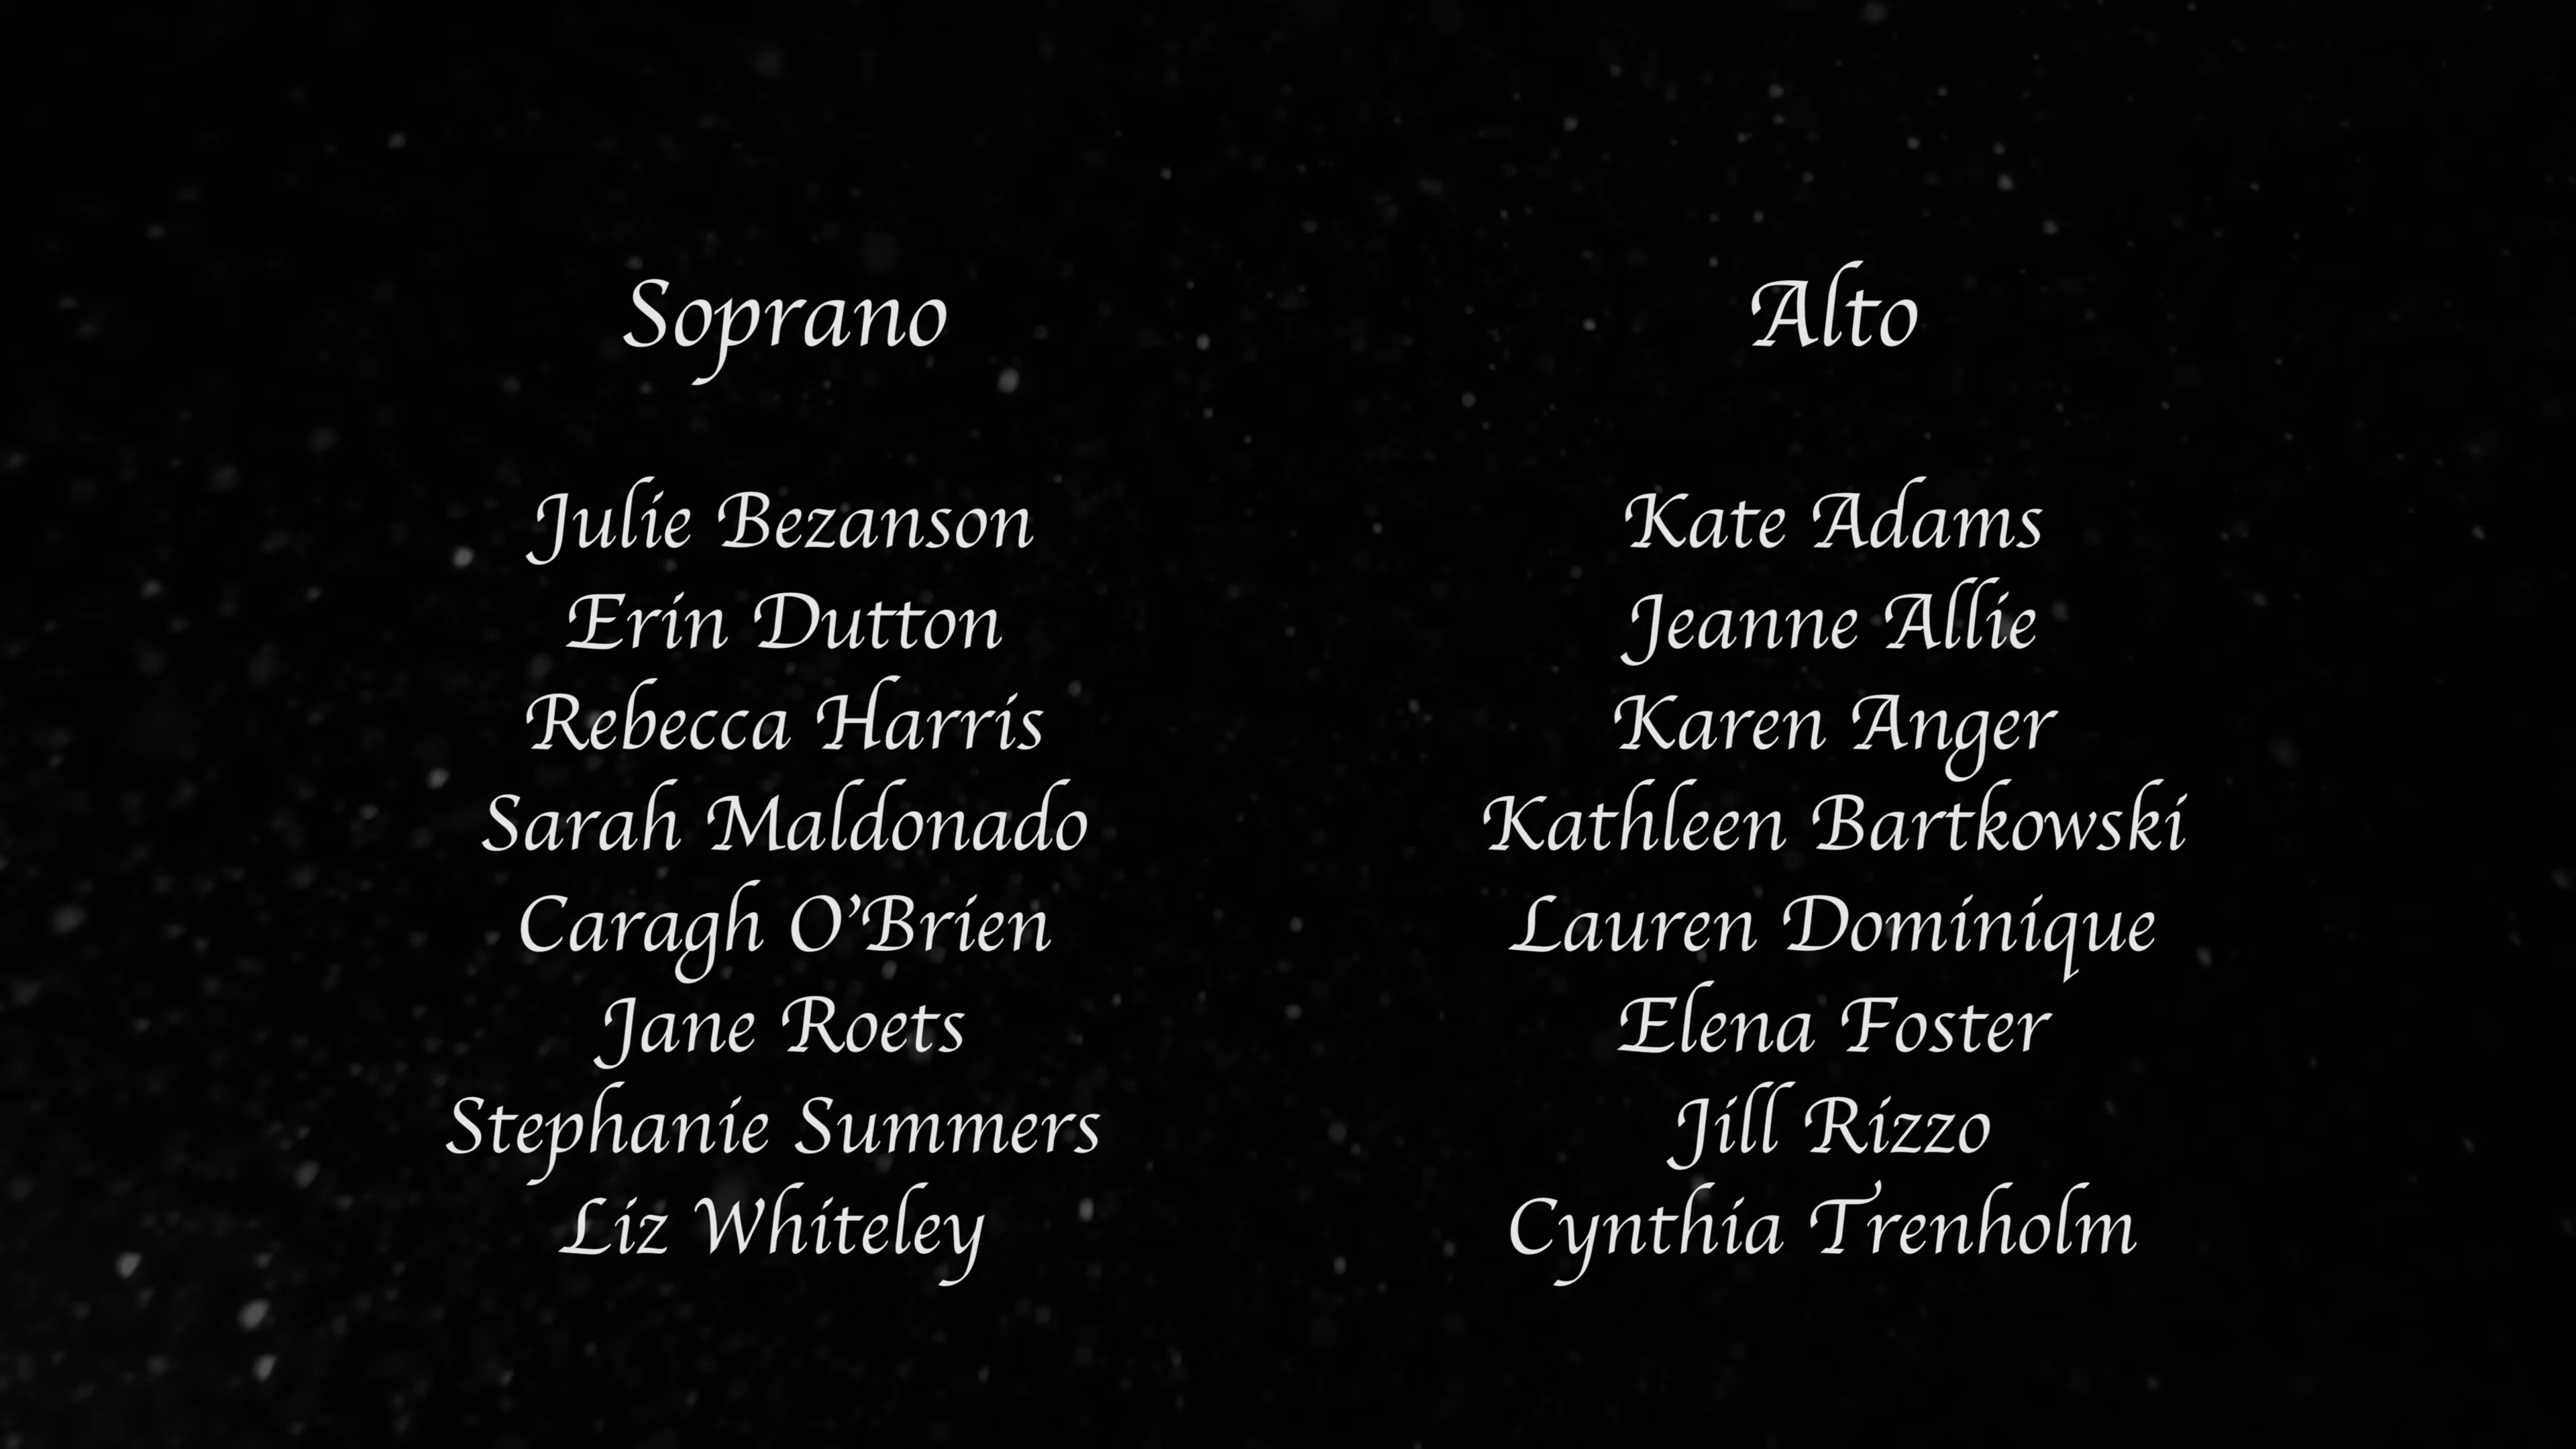 Soprano
Julie Bezanson
Erin Dutton
Rebecca Harris
Sarah Maldonado
Caragh O’Brien
Jane Roets
Stephanie Summers
Liz Whiteley
Alto
Kate Adams
Jeanne Allie
Karen Anger
Kathleen Bartkowski
Lauren Dominique
Elena Foster
Jill Rizzo
Cynthia Trenholm